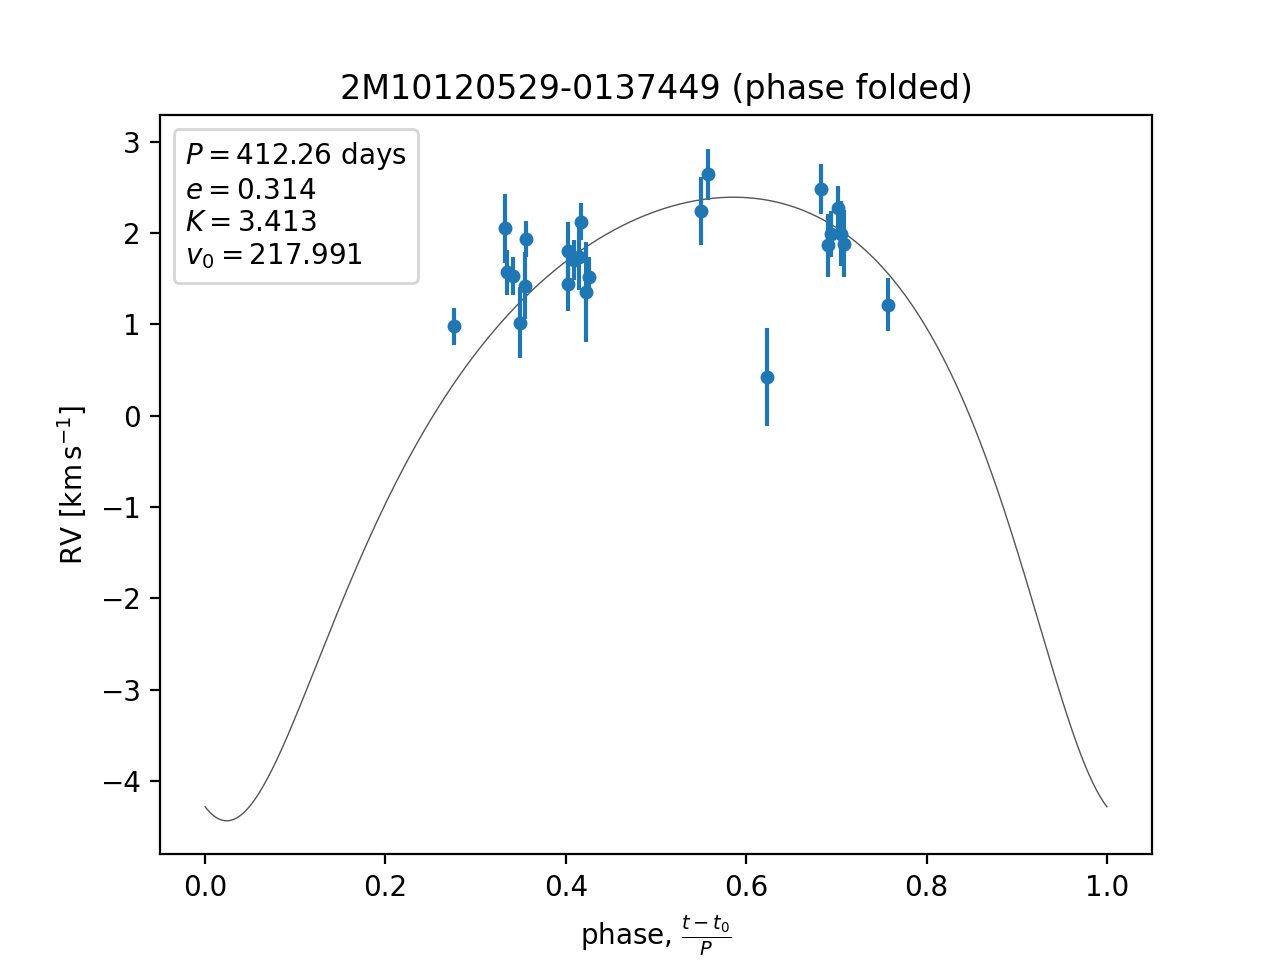 2M10120529-0137449 (phase folded)
P = 412.26 days
e = 0.314
K = 3.413
v₀ = 217.991
3
2
1
0
−1
−2
−3
−4
RV [km s⁻¹]
0.0 0.2 0.4 0.6 0.8 1.0
phase, (t − t₀)/P